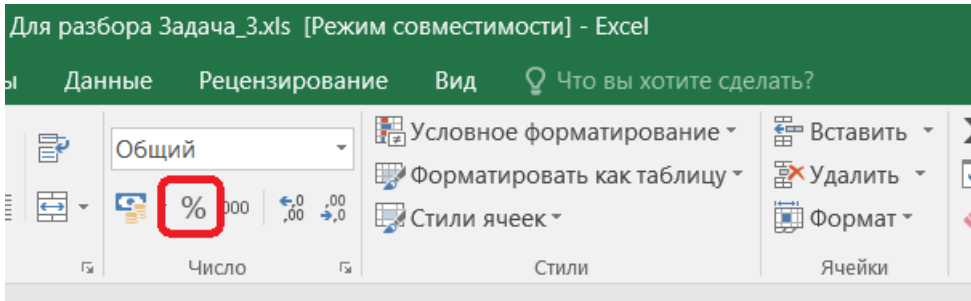 Для разбора Задача_3.xls [Режим совместимости] - Excel
ы Данные Рецензирование Вид Что вы хотите сделать?
Общий
% 000 ←0 ,00 ,00 →,0
Число
Условное форматирование
Форматировать как таблицу
Стили ячеек
Стили
Вставить
Удалить
Формат
Ячейки